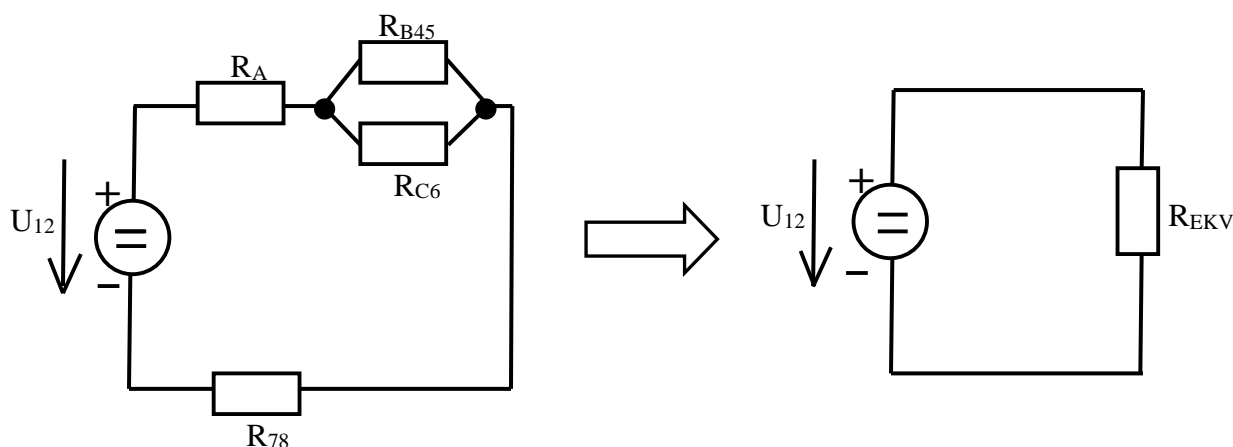 R_B45
R_A
R_C6
+
U_12
=
–
R_78
+
U_12
=
–
R_EKV